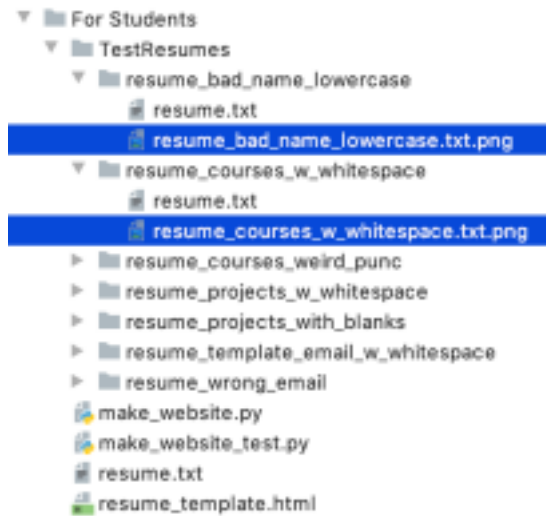 For Students
TestResumes
resume_bad_name_lowercase
resume.txt
resume_bad_name_lowercase.txt.png
resume_courses_w_whitespace
resume.txt
resume_courses_w_whitespace.txt.png
resume_courses_weird_punc
resume_projects_w_whitespace
resume_projects_with_blanks
resume_template_email_w_whitespace
resume_wrong_email
make_website.py
make_website_test.py
resume.txt
resume_template.html